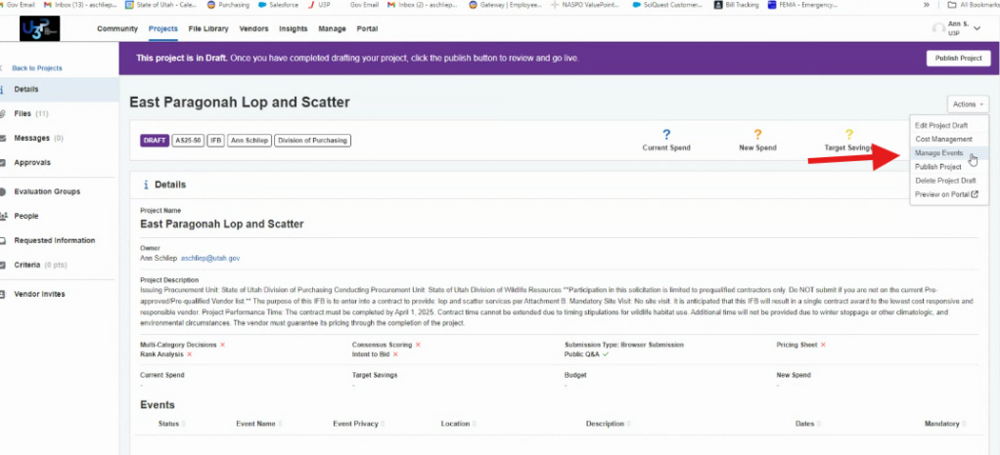 Gov Email Inbox (13) - aschliep... State of Utah - Cale... Purchasing Salesforce U3P Gov Email Inbox (2) - aschliep... Gateway | Employee... NASPO ValuePoint... SciQuest Customer... Bill Tracking FEMA - Emergency... » All Bookmarks
U3P Community Projects File Library Vendors Insights Manage Portal Ann S.
U3P
This project is in Draft. Once you have completed drafting your project, click the publish button to review and go live. Publish Project
Back to Projects
Details
Files (11)
Messages (0)
Approvals
Evaluation Groups
People
Requested Information
Criteria (0 pts)
Vendor Invites
East Paragonah Lop and Scatter
Actions
Edit Project Draft
Cost Management
Manage Events
Publish Project
Delete Project Draft
Preview on Portal
DRAFT AS25-50 IFB Ann Schliep Division of Purchasing
? ? ?
Current Spend New Spend Target Savings
i Details
Project Name
East Paragonah Lop and Scatter
Owner
Ann Schliep aschliep@utah.gov
Project Description
Issuing Procurement Unit: State of Utah Division of Purchasing Conducting Procurement Unit: State of Utah Division of Wildlife Resources **Participation in this solicitation is limited to prequalified contractors only. Do NOT submit if you are not on the current Pre-
approved/Pre-qualified Vendor list.** The purpose of this IFB is to enter into a contract to provide: lop and scatter services per Attachment B. Mandatory Site Visit: No site visit. It is anticipated that this IFB will result in a single contract award to the lowest cost responsive and
responsible vendor. Project Performance Time: The contract must be completed by April 1, 2025. Contract time cannot be extended due to timing stipulations for wildlife habitat use. Additional time will not be provided due to winter stoppage or other climatologic, and
environmental circumstances. The vendor must guarantee its pricing through the completion of the project.
Multi-Category Decisions Consensus Scoring Submission Type: Browser Submission Pricing Sheet
Rank Analysis Intent to Bid Public Q&A
Current Spend Target Savings Budget New Spend
- - - -
Events
Status Event Name Event Privacy Location Description Dates Mandatory